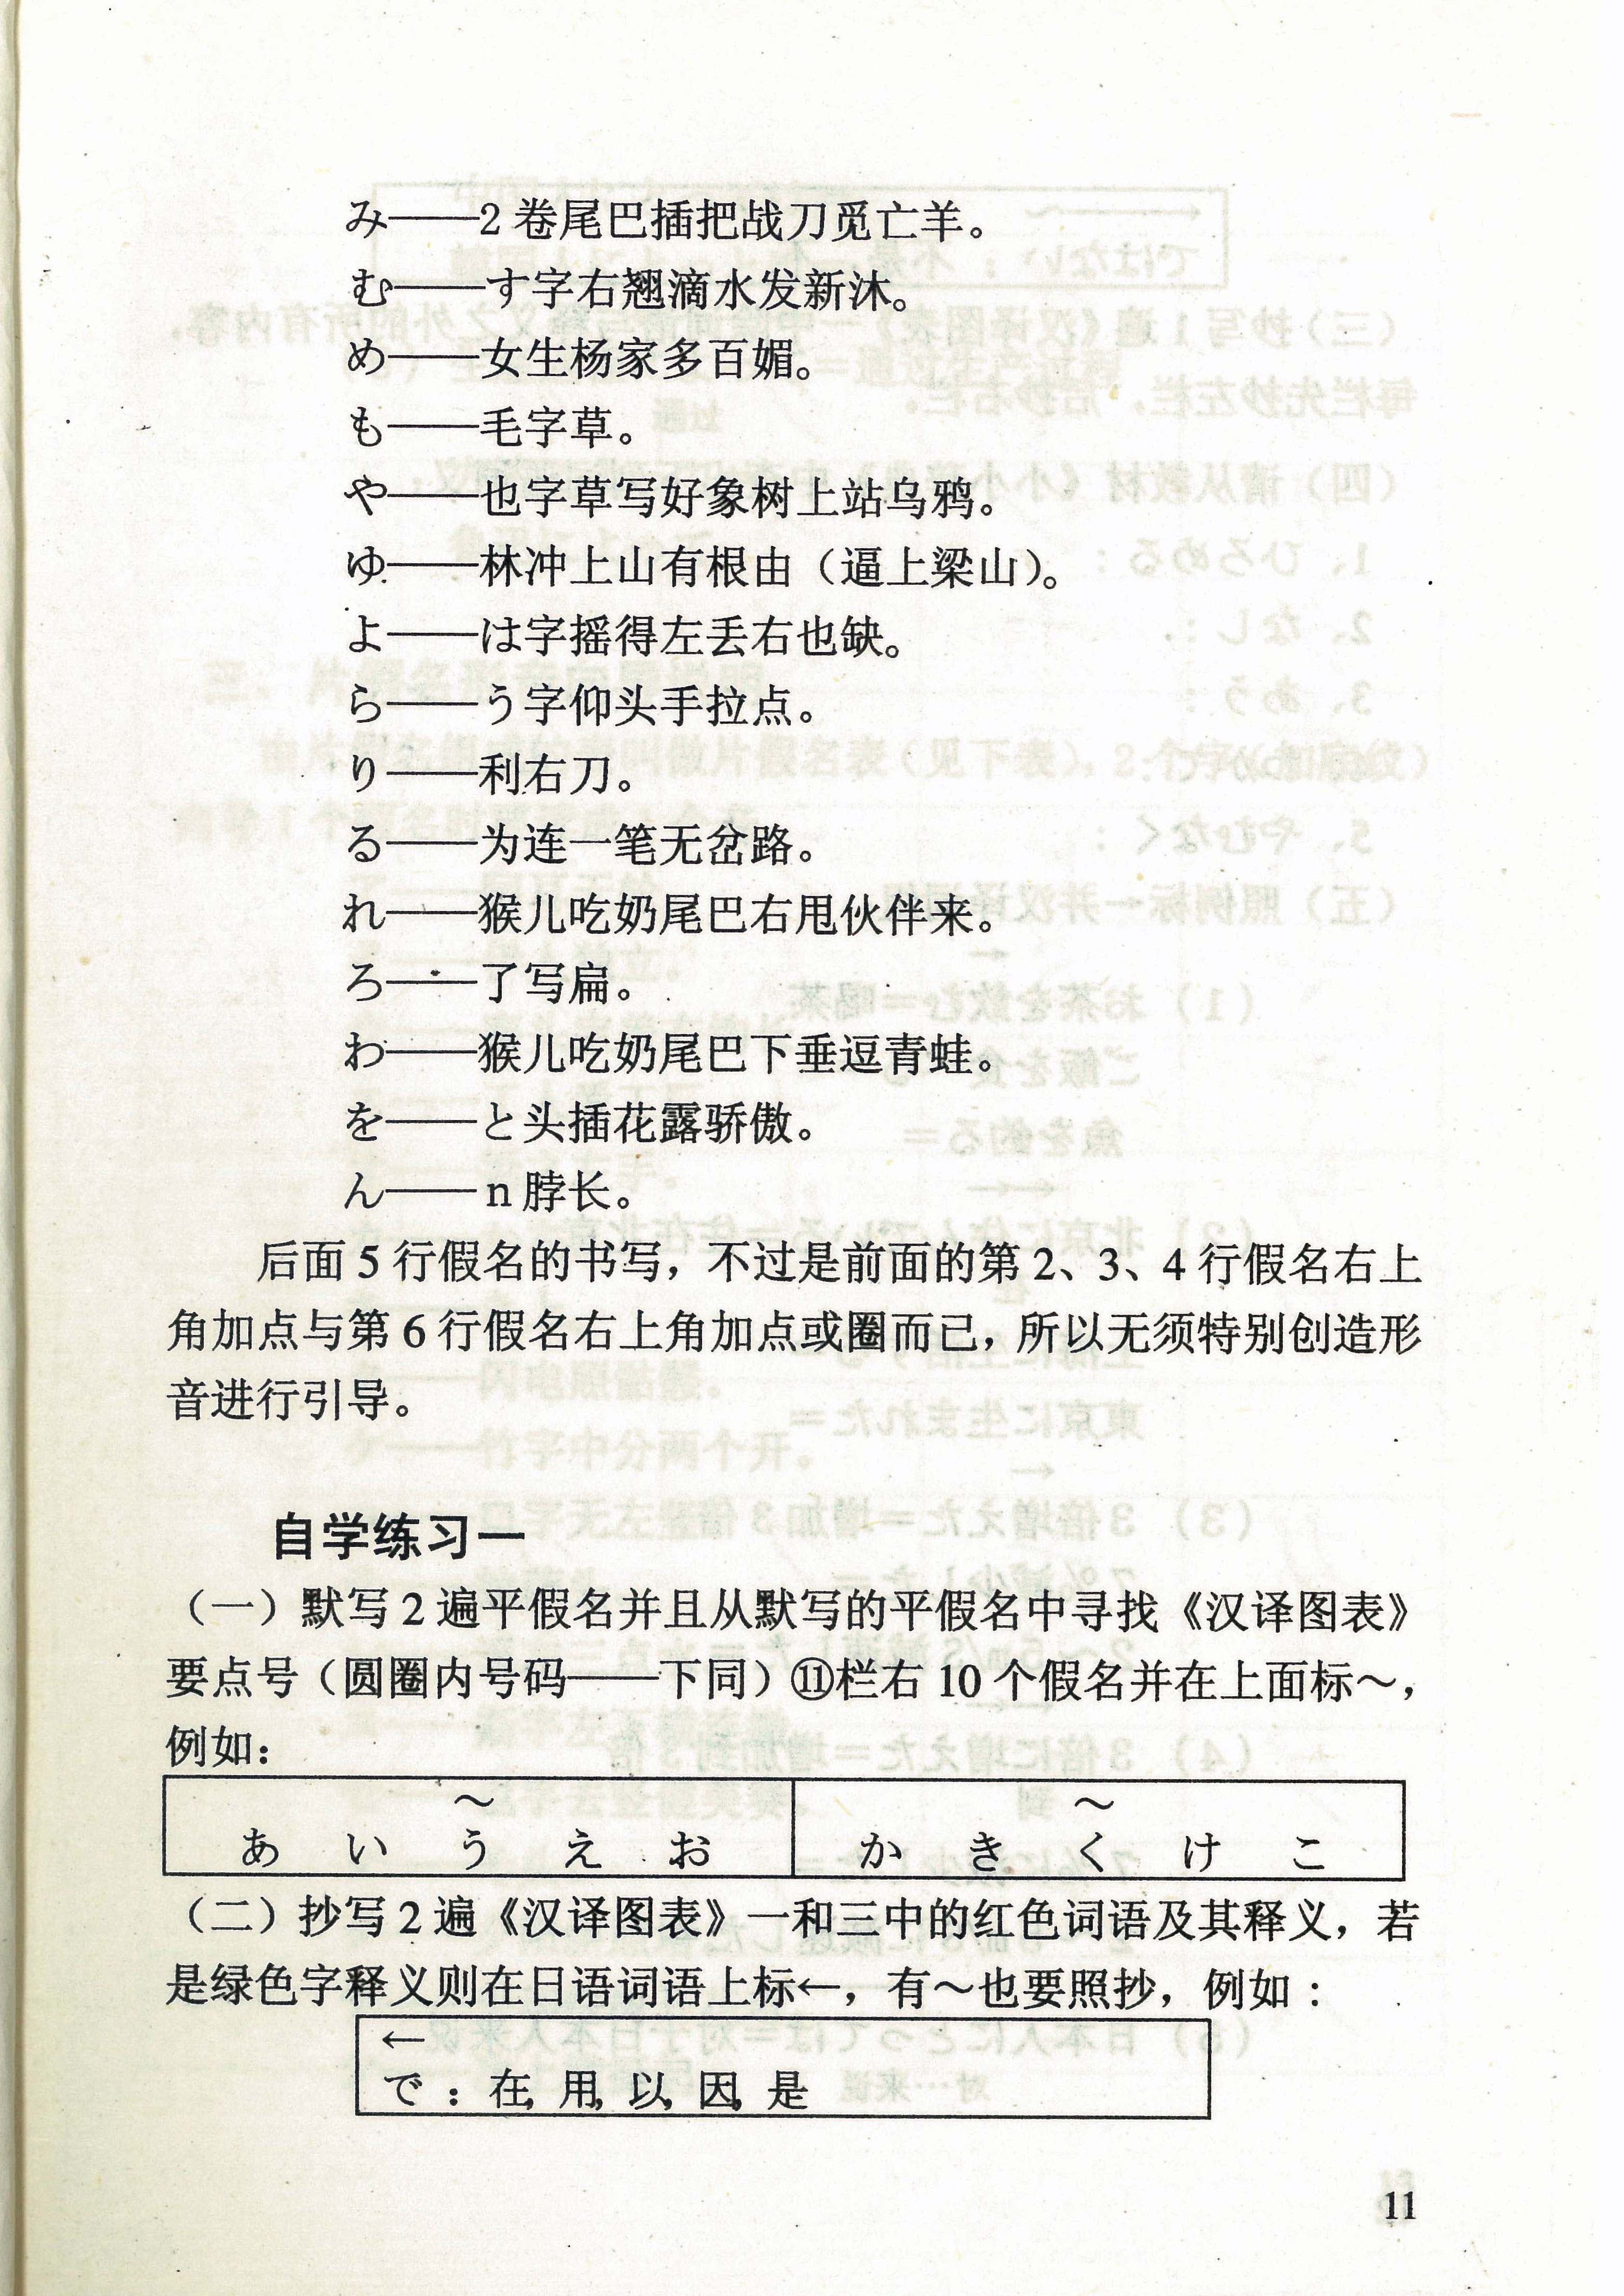 み——2卷尾巴插把战刀觅亡羊。
む——す字右翘滴水发新沐。
め——女生杨家多百媚。
も——毛字草。
や——也字草写好象树上站乌鸦。
ゆ——林冲上山有根由（逼上梁山）。
よ——は字摇得左丢右也缺。
ら——う字仰头手拉点。
り——利右刀。
る——为连一笔无岔路。
れ——猴儿吃奶尾巴右甩伙伴来。
ろ——了写扁。
わ——猴儿吃奶尾巴下垂逗青蛙。
を——と头插花露骄傲。
ん——n脖长。
后面5行假名的书写，不过是前面的第2、3、4行假名右上
角加点与第6行假名右上角加点或圈而已，所以无须特别创造形
音进行引导。
自学练习一
（一）默写2遍平假名并且从默写的平假名中寻找《汉译图表》
要点号（圆圈内号码——下同）⑪栏右10个假名并在上面标～，
例如：
～ ～
あ い う え お か き く け こ
（二）抄写2遍《汉译图表》一和三中的红色词语及其释义，若
是绿色字释义则在日语词语上标←，有～也要照抄，例如：
←
で：在，用，以，因，是
11